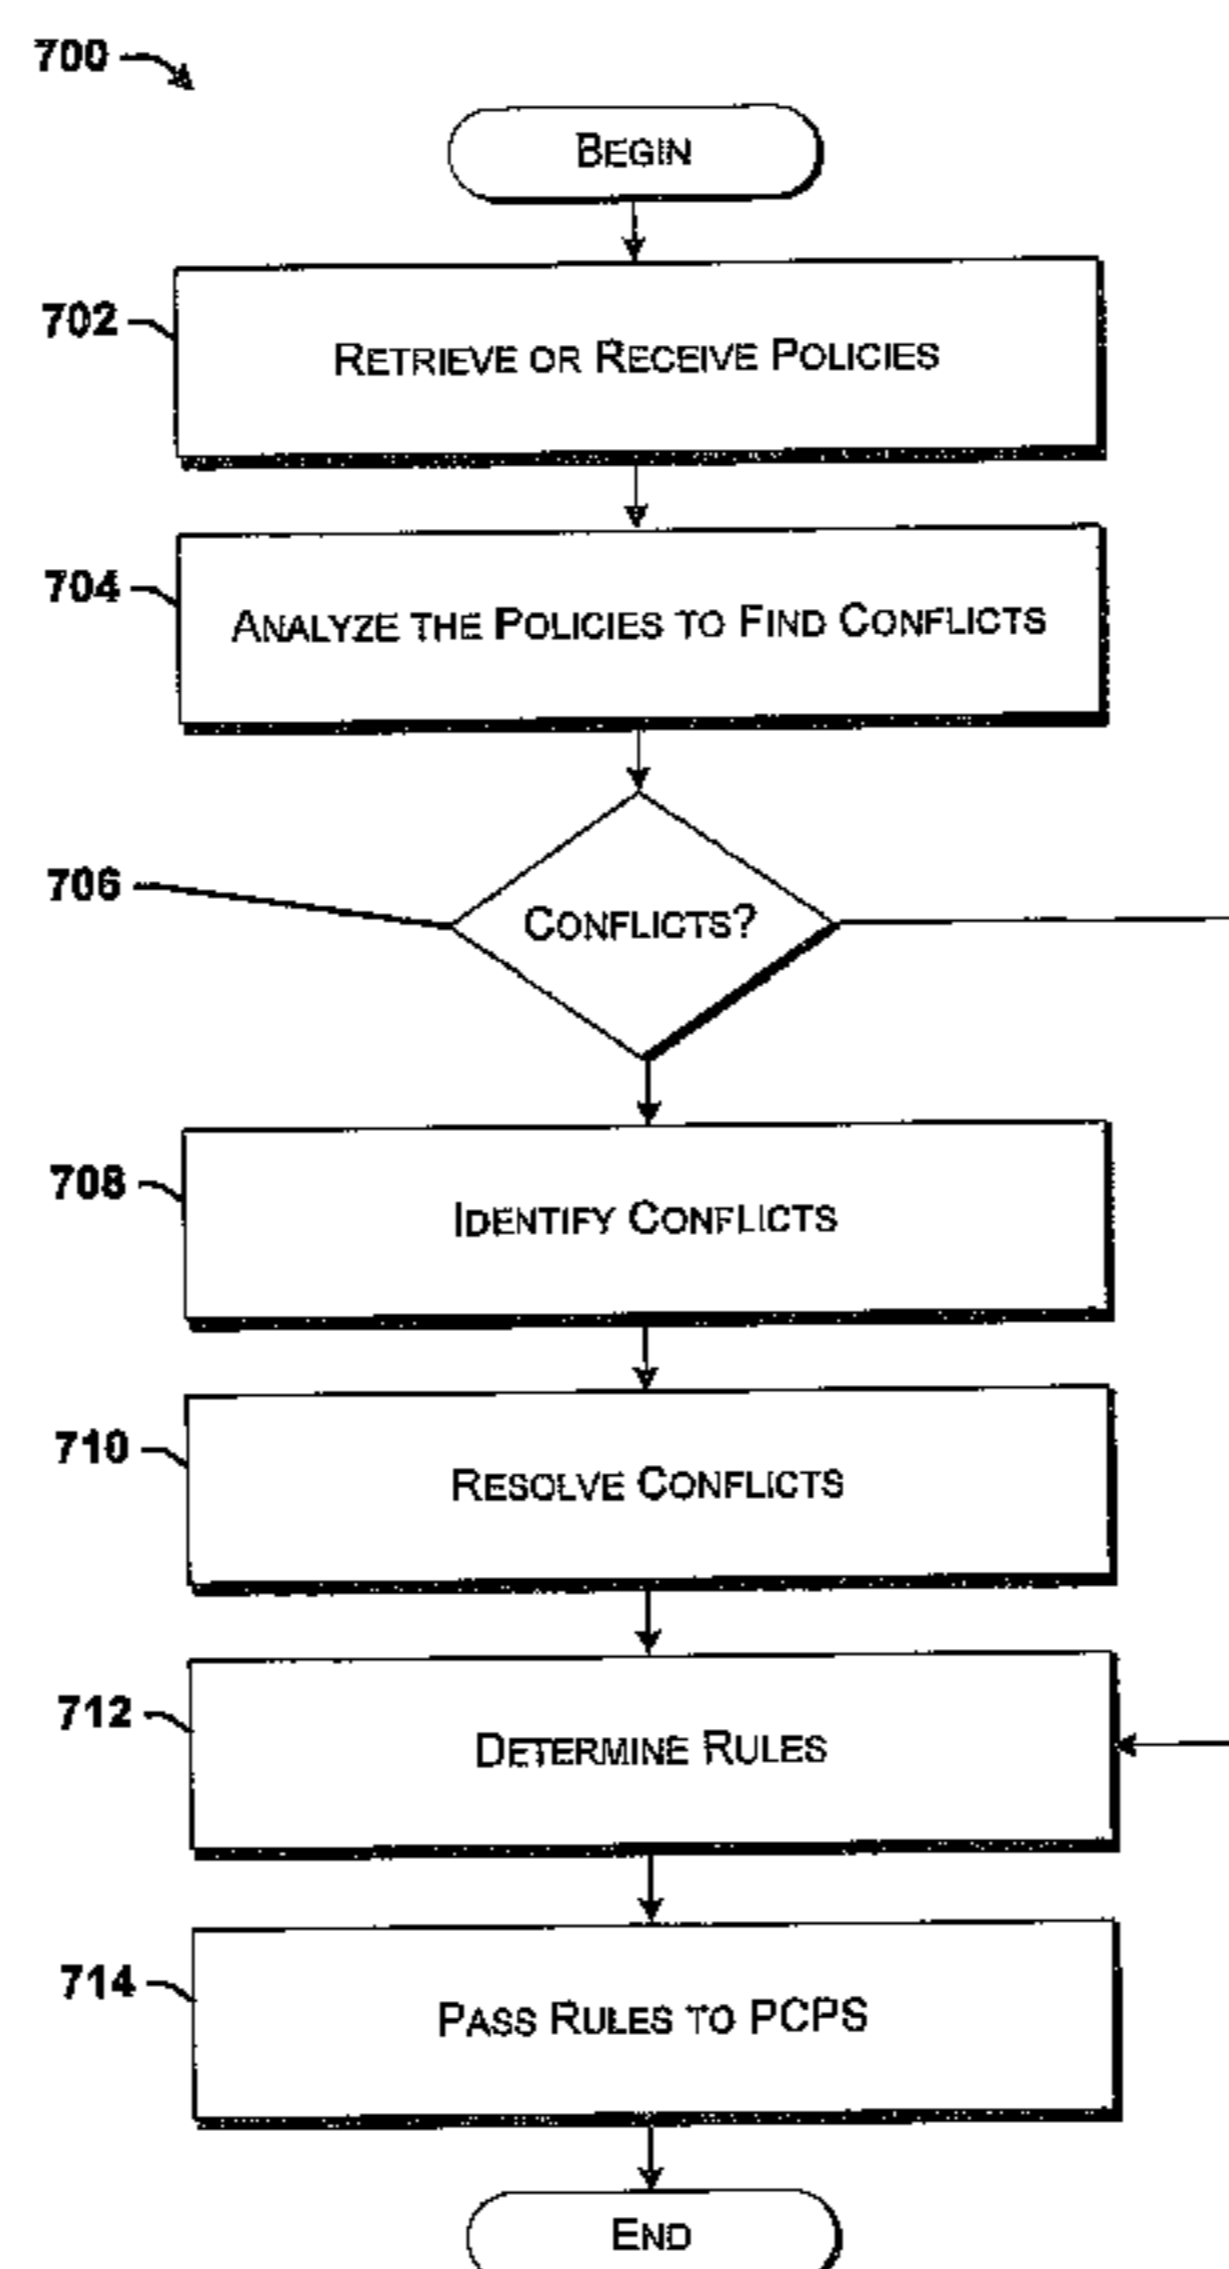 700
BEGIN
702
RETRIEVE OR RECEIVE POLICIES
704
ANALYZE THE POLICIES TO FIND CONFLICTS
706
CONFLICTS?
708
IDENTIFY CONFLICTS
710
RESOLVE CONFLICTS
712
DETERMINE RULES
714
PASS RULES TO PCPS
END